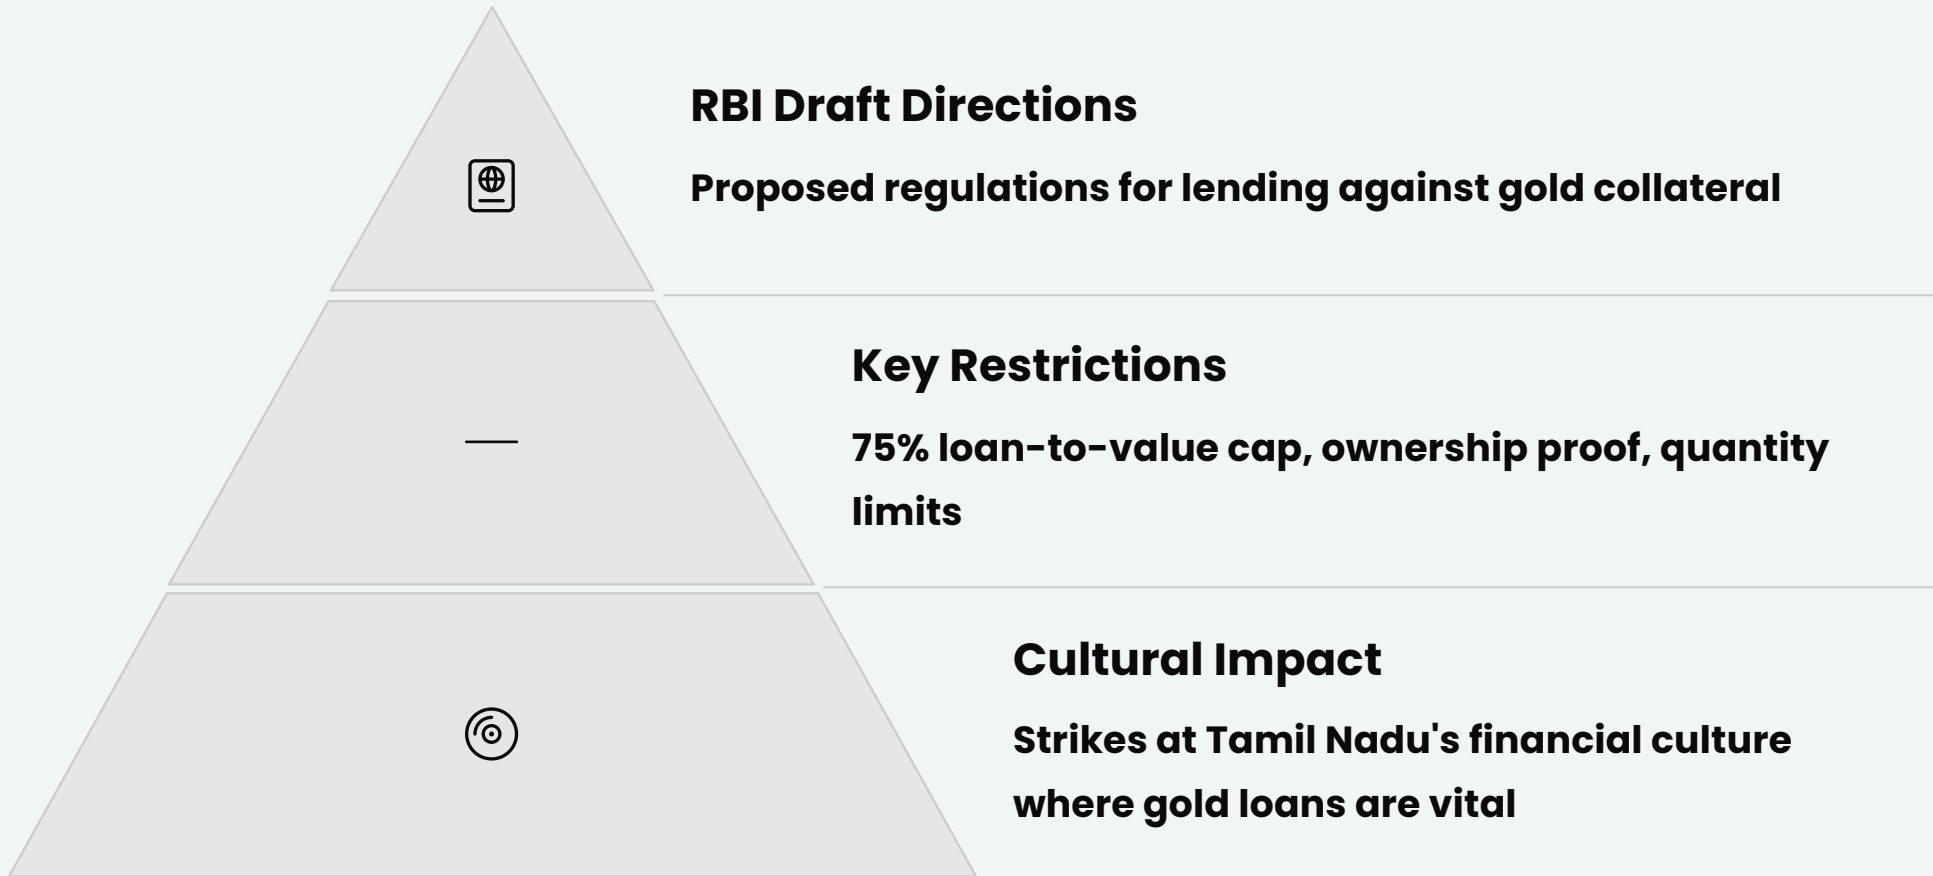 RBI Draft Directions
Proposed regulations for lending against gold collateral
Key Restrictions
75% loan-to-value cap, ownership proof, quantity
limits
Cultural Impact
Strikes at Tamil Nadu's financial culture
where gold loans are vital